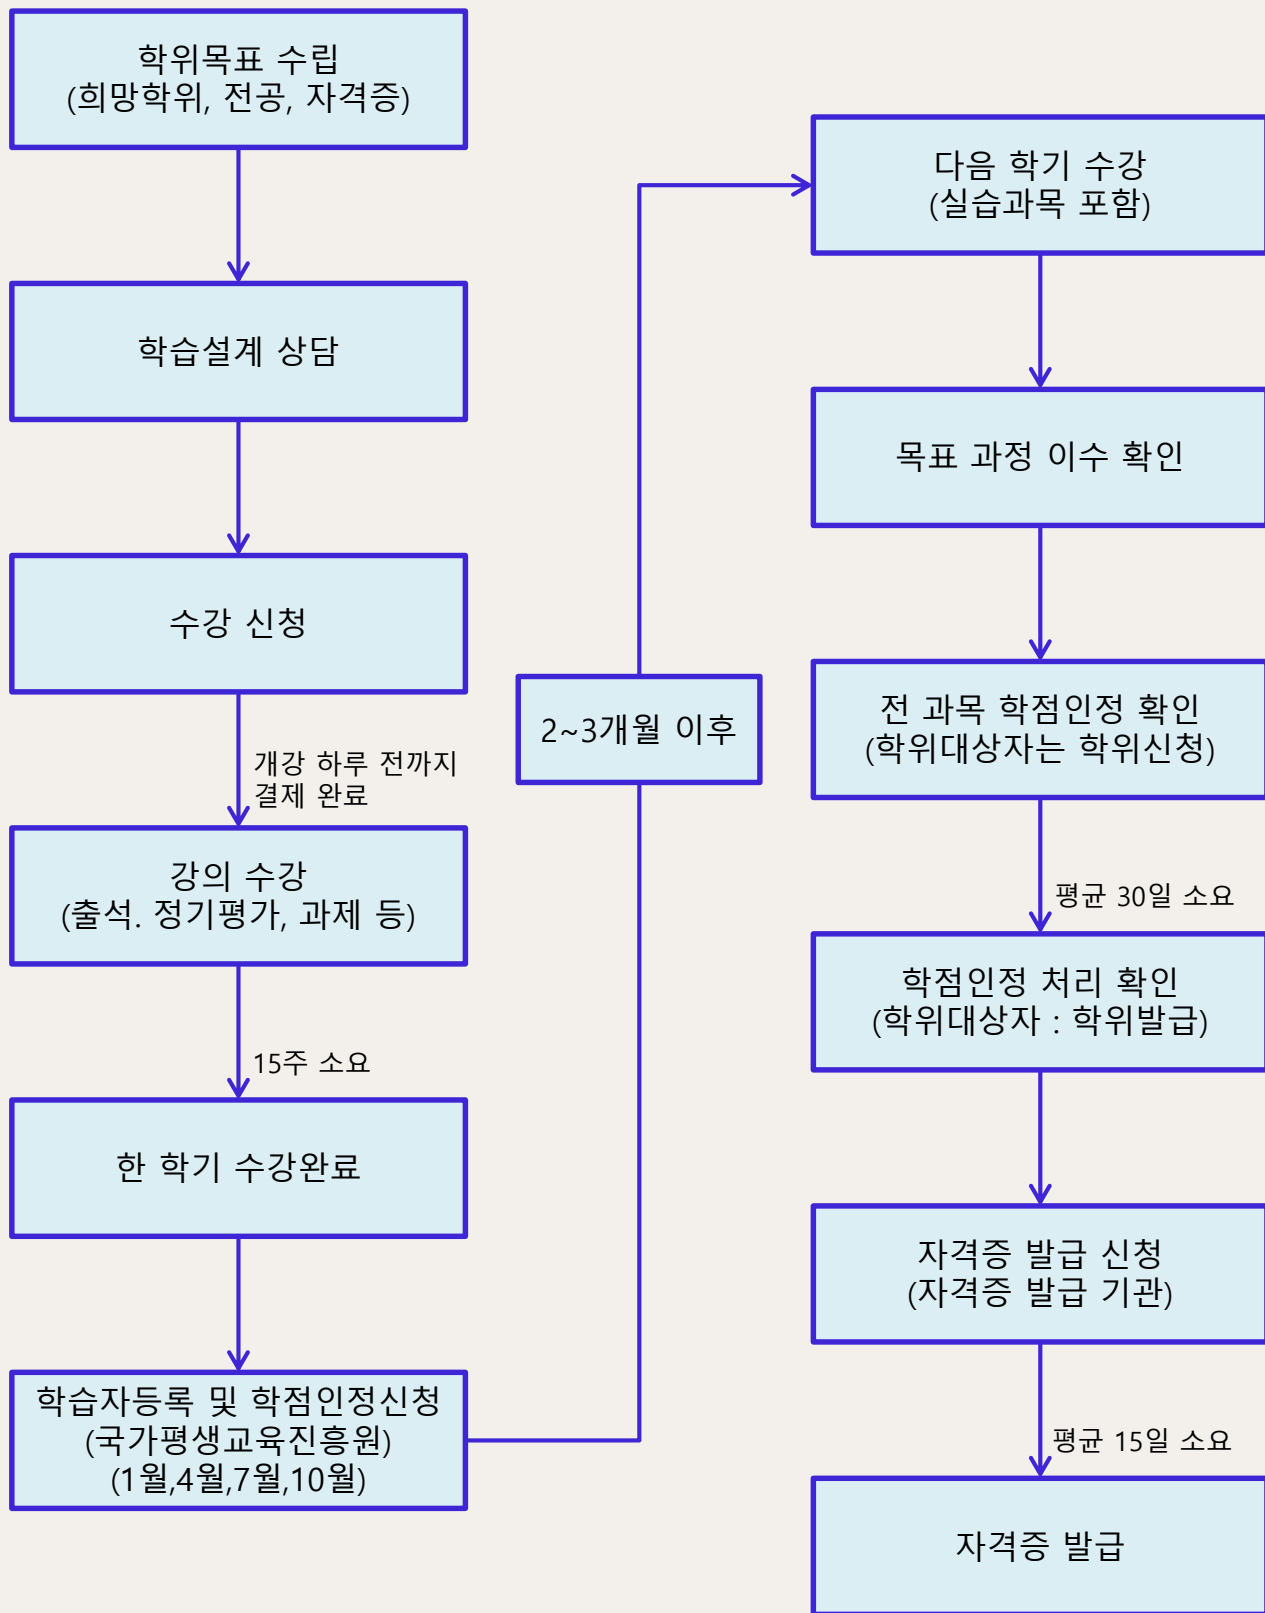 학위목표 수립
(희망학위, 전공, 자격증)
학습설계 상담
수강 신청
개강 하루 전까지
결제 완료
강의 수강
(출석. 정기평가, 과제 등)
15주 소요
한 학기 수강완료
학습자등록 및 학점인정신청
(국가평생교육진흥원)
(1월,4월,7월,10월)
2~3개월 이후
다음 학기 수강
(실습과목 포함)
목표 과정 이수 확인
전 과목 학점인정 확인
(학위대상자는 학위신청)
평균 30일 소요
학점인정 처리 확인
(학위대상자 : 학위발급)
자격증 발급 신청
(자격증 발급 기관)
평균 15일 소요
자격증 발급